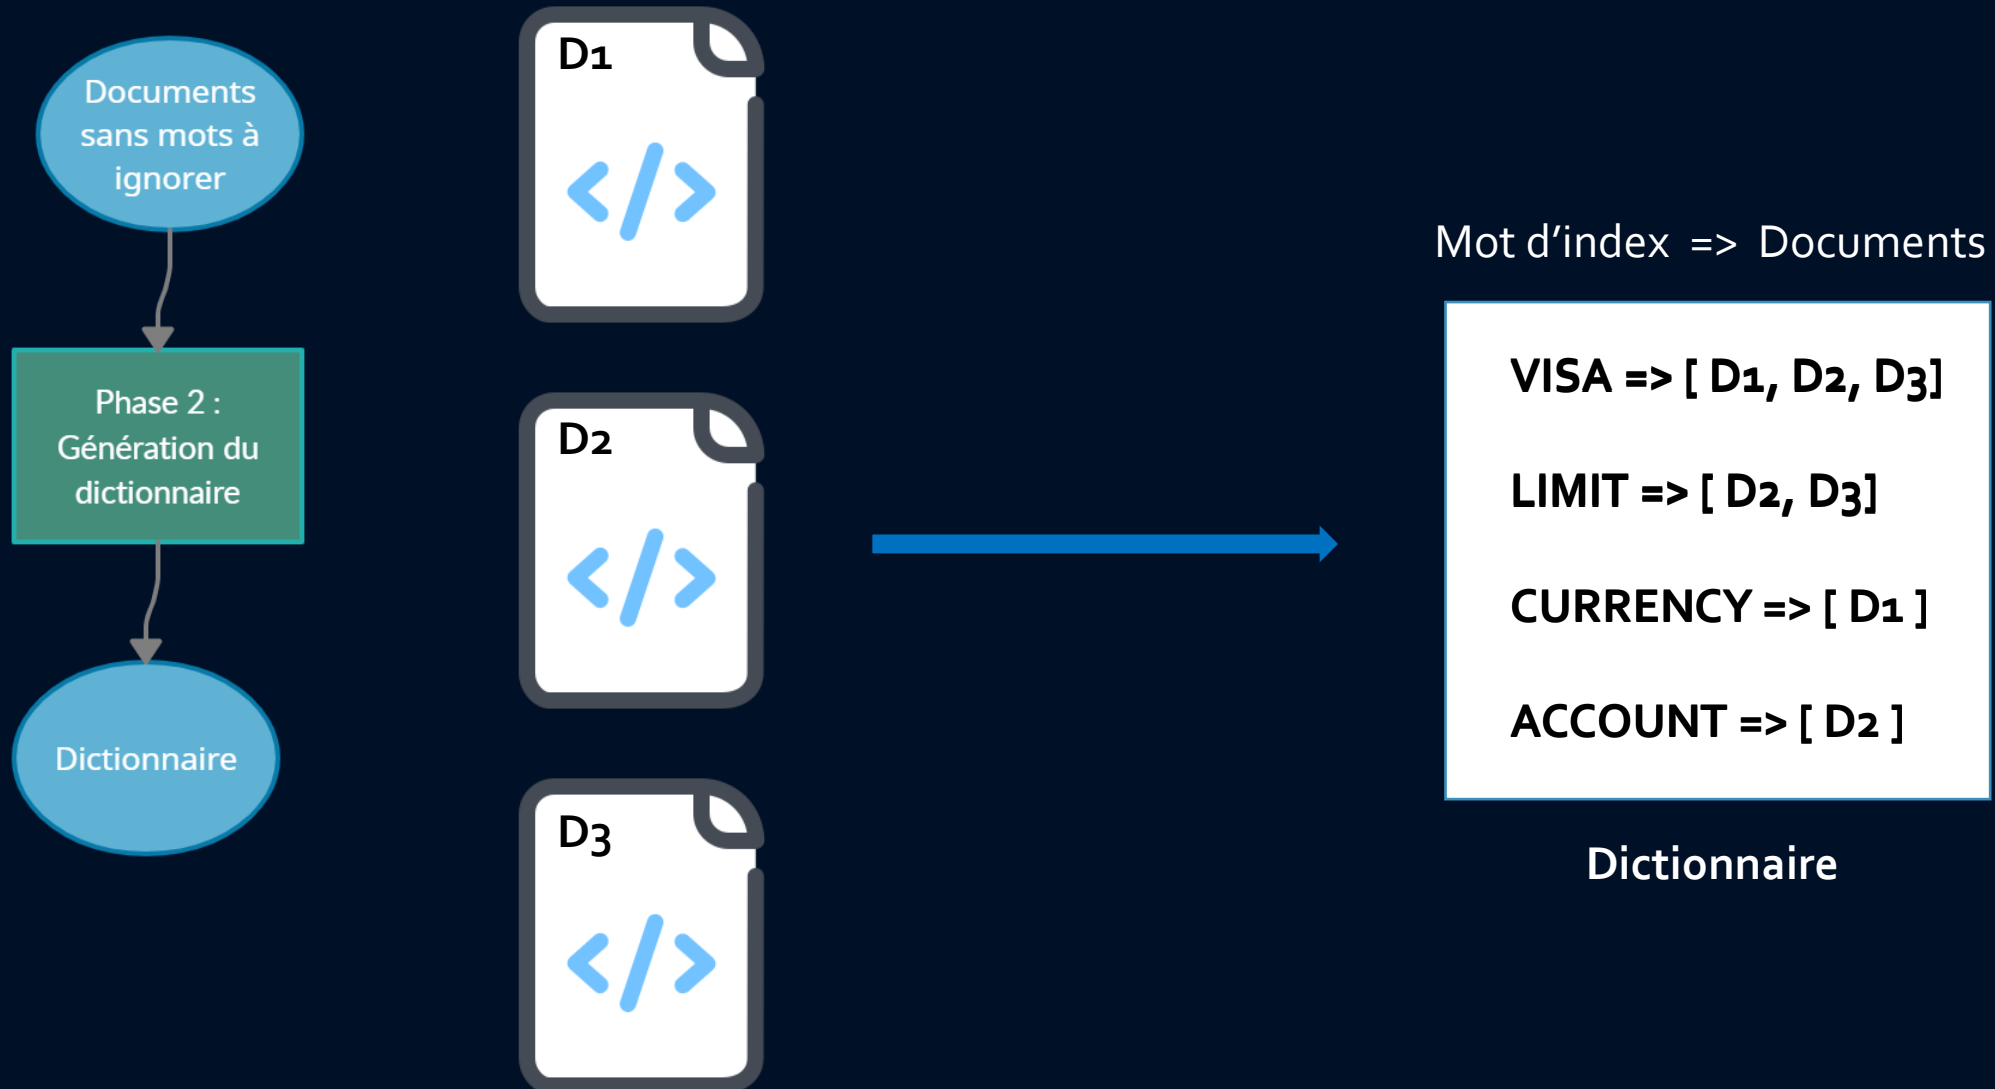 Documents
sans mots à
ignorer
Phase 2 :
Génération du
dictionnaire
Dictionnaire
D1
D2
D3
Mot d’index => Documents
VISA => [ D1, D2, D3]
LIMIT => [ D2, D3]
CURRENCY => [ D1 ]
ACCOUNT => [ D2 ]
Dictionnaire